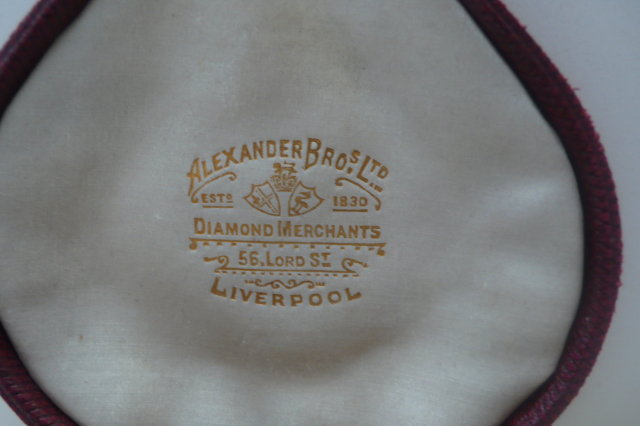 ALEXANDER BROS. LTD
ESTD 1830
DIAMOND MERCHANTS
56, LORD ST
LIVERPOOL